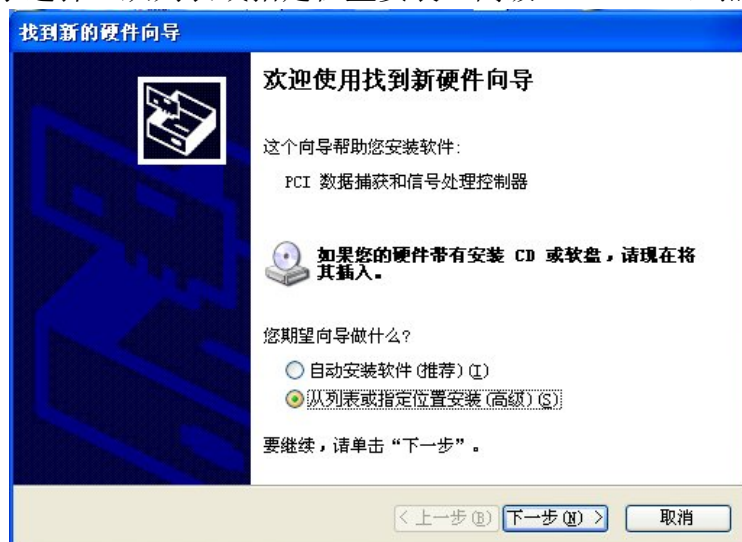 找到新的硬件向导
欢迎使用找到新硬件向导
这个向导帮助您安装软件:
PCI 数据捕获和信号处理控制器
如果您的硬件带有安装 CD 或软盘,请现在将
其插入。
您期望向导做什么?
自动安装软件(推荐)(I)
从列表或指定位置安装(高级)(S)
要继续,请单击“下一步”。
< 上一步(B)
下一步(N) >
取消